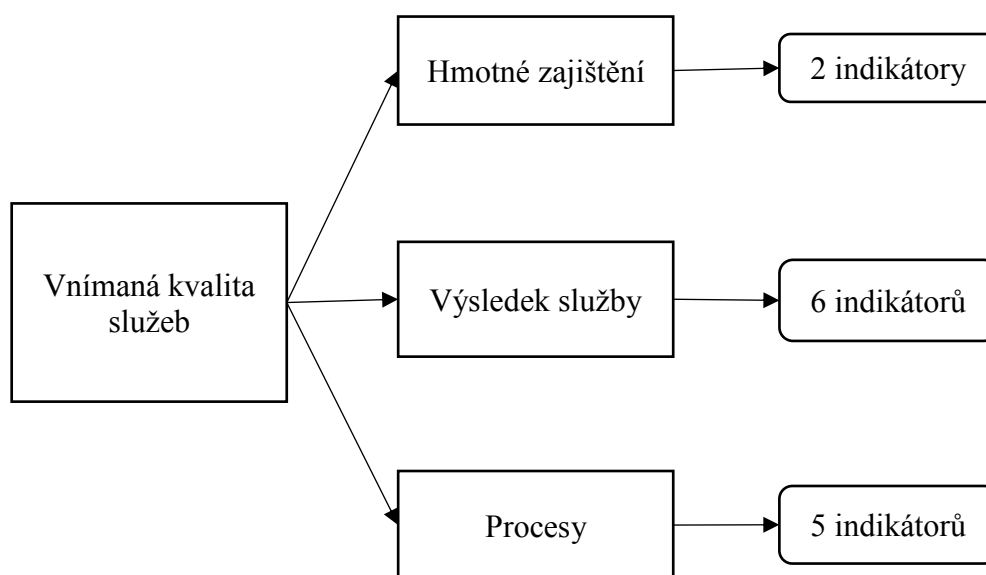 Hmotné zajištění
2 indikátory
Vnímaná kvalita
služeb
Výsledek služby
6 indikátorů
Procesy
5 indikátorů